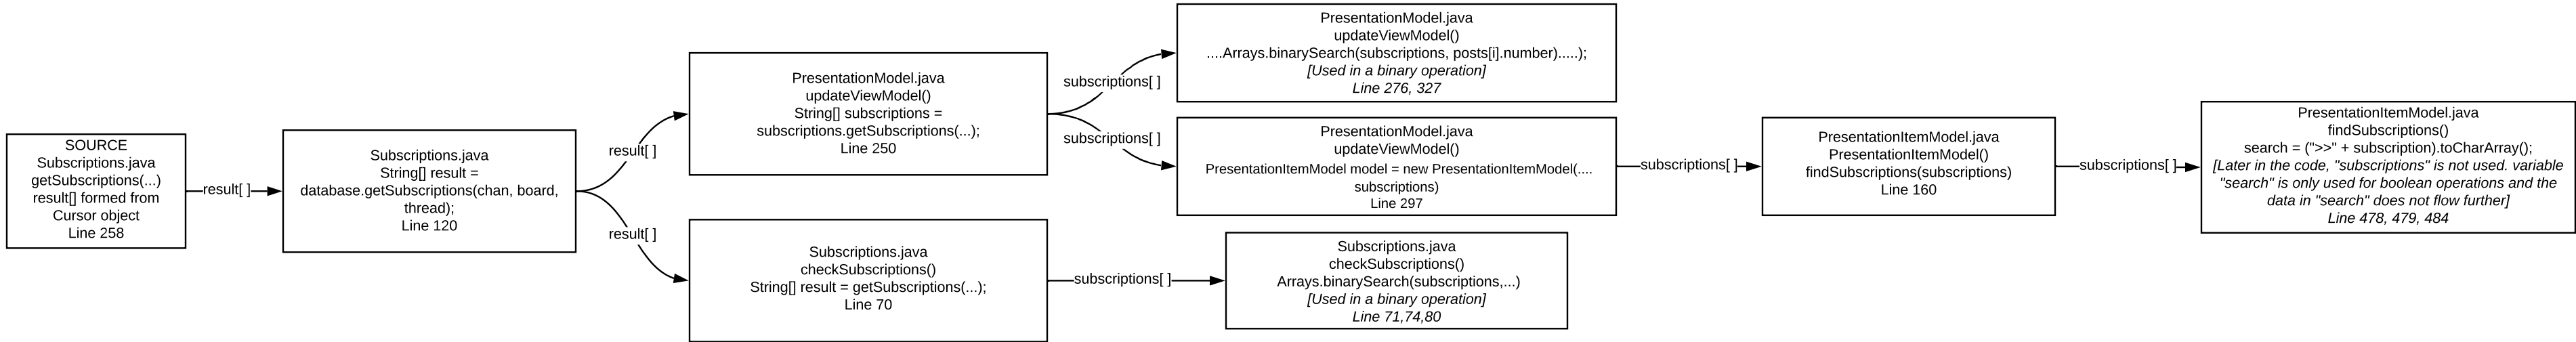 SOURCE
Subscriptions.java
getSubscriptions(...)
result[] formed from
Cursor object
Line 258
result[ ]
Subscriptions.java
String[] result =
database.getSubscriptions(chan, board,
thread);
Line 120
result[ ]
result[ ]
PresentationModel.java
updateViewModel()
String[] subscriptions =
subscriptions.getSubscriptions(...);
Line 250
Subscriptions.java
checkSubscriptions()
String[] result = getSubscriptions(...);
Line 70
subscriptions[ ]
subscriptions[ ]
subscriptions[ ]
PresentationModel.java
updateViewModel()
....Arrays.binarySearch(subscriptions, posts[i].number).....);
[Used in a binary operation]
Line 276, 327
PresentationModel.java
updateViewModel()
PresentationItemModel model = new PresentationItemModel(....
subscriptions)
Line 297
Subscriptions.java
checkSubscriptions()
Arrays.binarySearch(subscriptions,...)
[Used in a binary operation]
Line 71,74,80
subscriptions[ ]
PresentationItemModel.java
PresentationItemModel()
findSubscriptions(subscriptions)
Line 160
subscriptions[ ]
PresentationItemModel.java
findSubscriptions()
search = (">>" + subscription).toCharArray();
[Later in the code, "subscriptions" is not used. variable
"search" is only used for boolean operations and the
data in "search" does not flow further]
Line 478, 479, 484